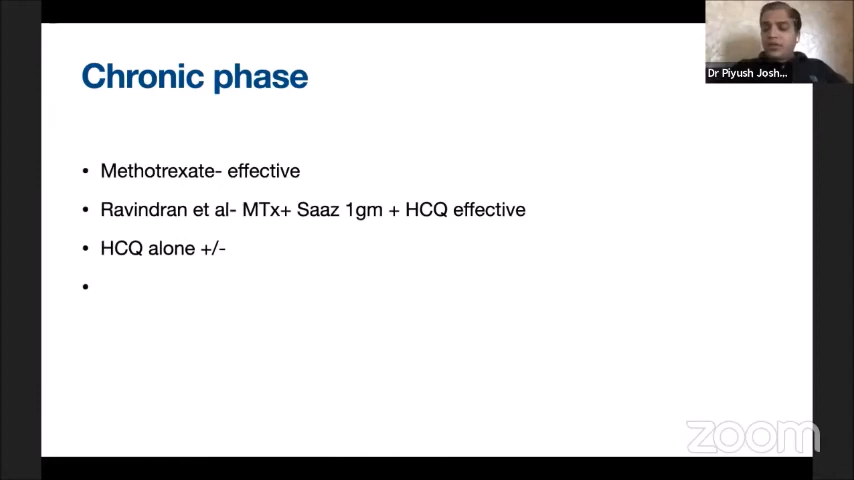 Chronic phase
Dr Piyush Josh...
• Methotrexate- effective
• Ravindran et al- MTx+ Saaz 1gm + HCQ effective
• HCQ alone +/-
•
zoom